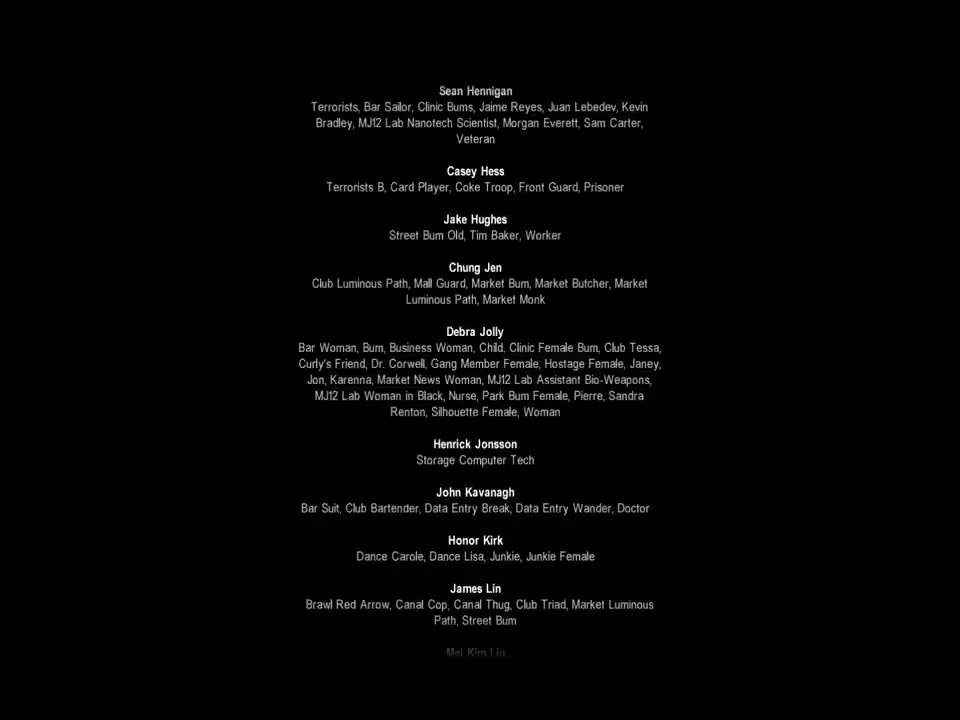 Sean Hennigan
Terrorists, Bar Sailor, Clinic Bums, Jaime Reyes, Juan Lebedev, Kevin
Bradley, MJ12 Lab Nanotech Scientist, Morgan Everett, Sam Carter,
Veteran
Casey Hess
Terrorists B, Card Player, Coke Troop, Front Guard, Prisoner
Jake Hughes
Street Bum Old, Tim Baker, Worker
Chung Jen
Club Luminous Path, Mall Guard, Market Bum, Market Butcher, Market
Luminous Path, Market Monk
Debra Jolly
Bar Woman, Bum, Business Woman, Child, Clinic Female Bum, Club Tessa,
Curly's Friend, Dr. Corwell, Gang Member Female, Hostage Female, Janey,
Jon, Karenna, Market News Woman, MJ12 Lab Assistant Bio-Weapons,
MJ12 Lab Woman in Black, Nurse, Park Bum Female, Pierre, Sandra
Renton, Silhouette Female, Woman
Henrick Jonsson
Storage Computer Tech
John Kavanagh
Bar Suit, Club Bartender, Data Entry Break, Data Entry Wander, Doctor
Honor Kirk
Dance Carole, Dance Lisa, Junkie, Junkie Female
James Lin
Brawl Red Arrow, Canal Cop, Canal Thug, Club Triad, Market Luminous
Path, Street Bum
Mei Kim Liu